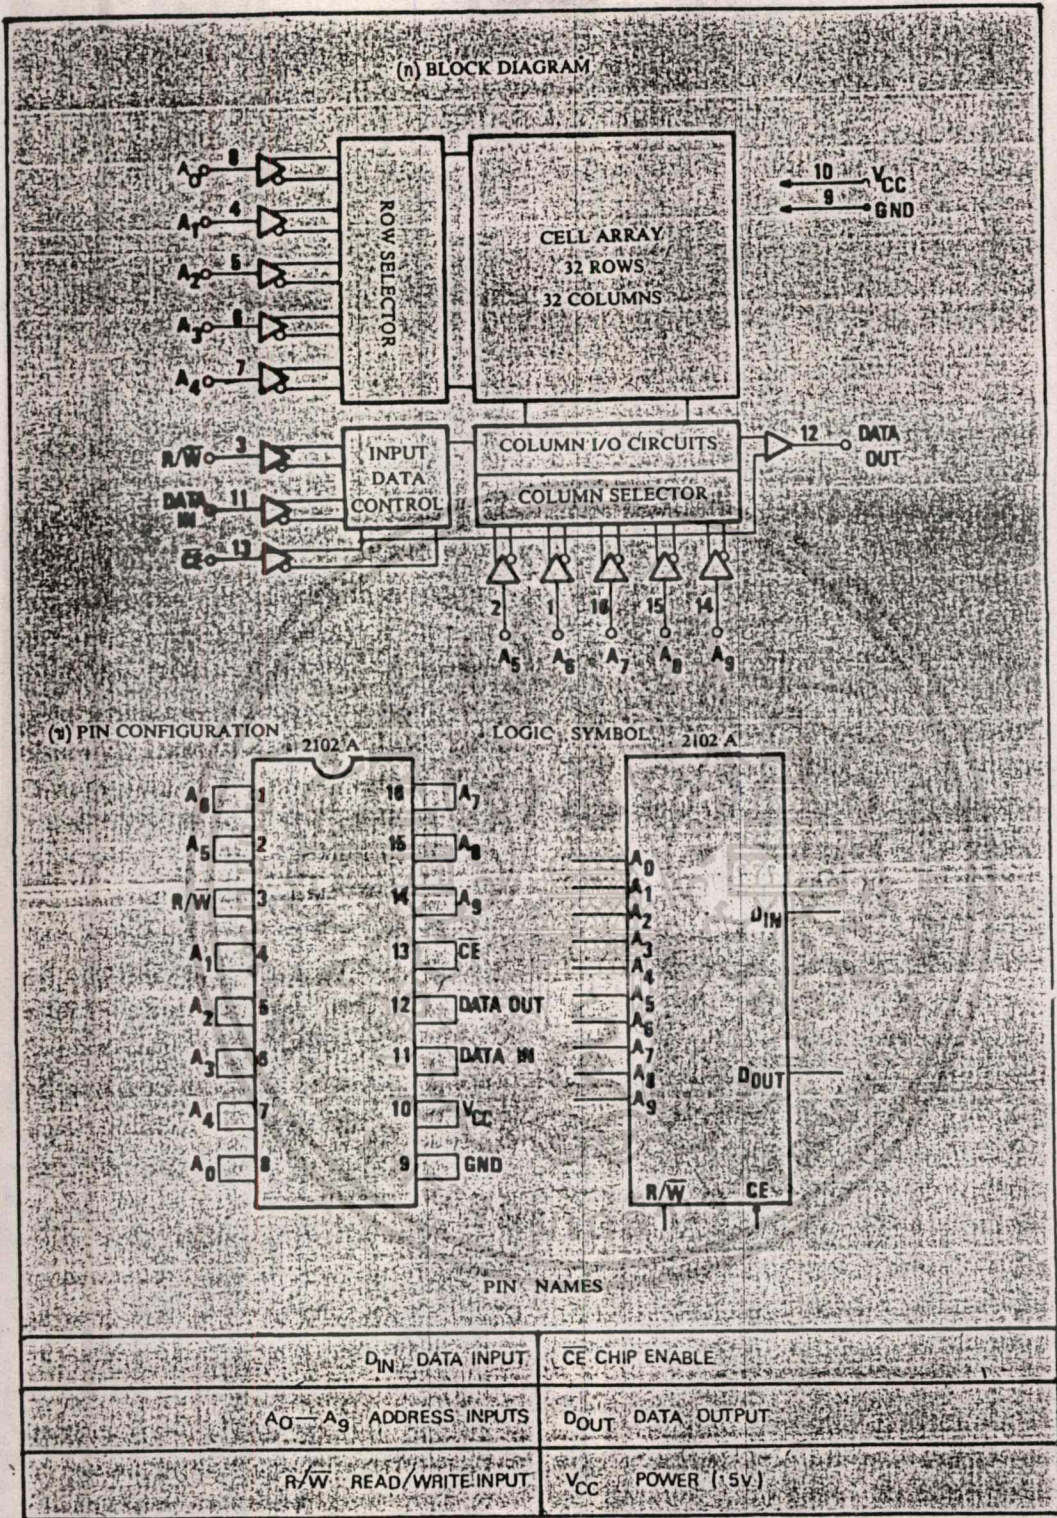 (ก) BLOCK DIAGRAM
A0 8
A1 4
A2 5
A3 6
A4 7
ROW SELECTOR
CELL ARRAY
32 ROWS
32 COLUMNS
10 VCC
9 GND
R/W̅ 3
DATA IN 11
C̅E̅ 13
INPUT
DATA
CONTROL
COLUMN I/O CIRCUITS
COLUMN SELECTOR
12 DATA
OUT
2 1 16 15 14
A5 A6 A7 A8 A9
(ข) PIN CONFIGURATION
2102 A
A6 1 16 A7
A5 2 15 A8
R/W̅ 3 14 A9
A1 4 13 C̅E̅
A2 5 12 DATA OUT
A3 6 11 DATA IN
A4 7 10 VCC
A0 8 9 GND
LOGIC SYMBOL
2102 A
A0
A1
A2
A3
A4
A5
A6
A7
A8
A9
DIN
DOUT
R/W̅ CE
PIN NAMES
DIN DATA INPUT C̅E̅ CHIP ENABLE
A0—A9 ADDRESS INPUTS DOUT DATA OUTPUT
R/W̅ READ/WRITE INPUT VCC POWER (+5V)